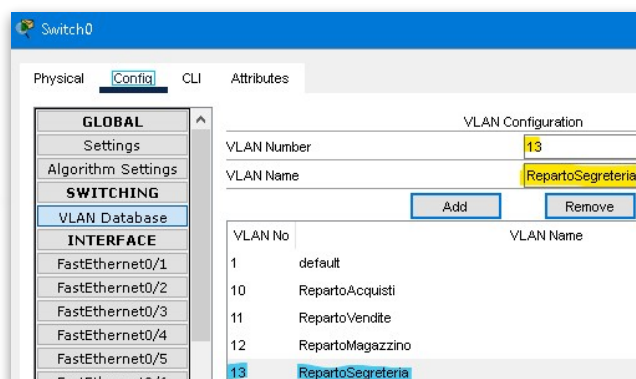 Switch0
Physical Config CLI Attributes
GLOBAL
Settings
Algorithm Settings
SWITCHING
VLAN Database
INTERFACE
FastEthernet0/1
FastEthernet0/2
FastEthernet0/3
FastEthernet0/4
FastEthernet0/5
VLAN Configuration
VLAN Number 13
VLAN Name RepartoSegreteria
Add Remove
VLAN No VLAN Name
1 default
10 RepartoAcquisti
11 RepartoVendite
12 RepartoMagazzino
13 RepartoSegreteria